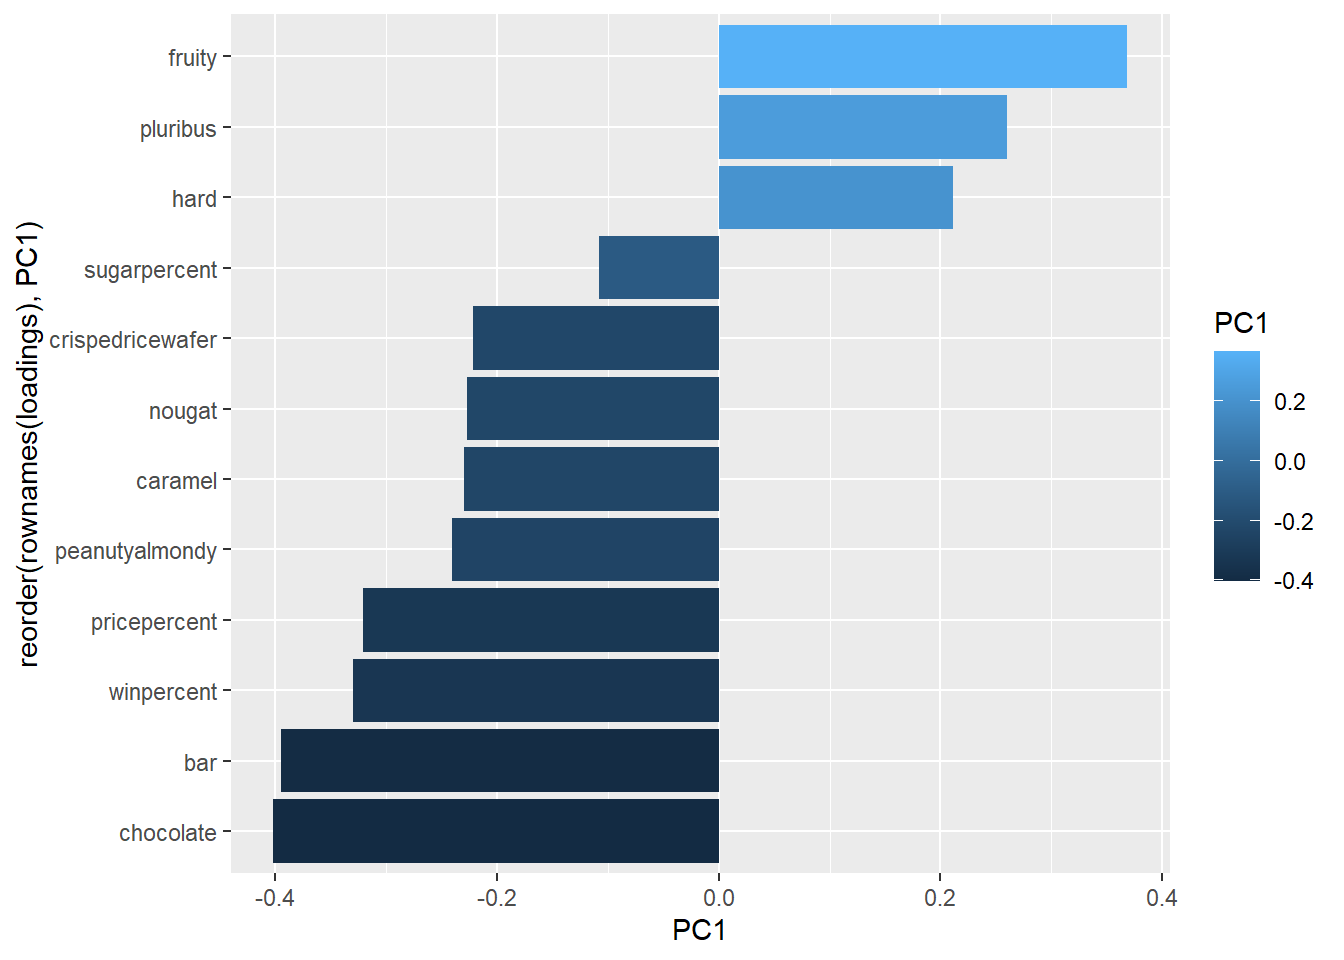 fruity
pluribus
hard
sugarpercent
crispedricewafer
nougat
caramel
peanutyalmondy
pricepercent
winpercent
bar
chocolate
reorder(rownames(loadings), PC1)
-0.4 -0.2 0.0 0.2 0.4
PC1
PC1
0.2
0.0
-0.2
-0.4